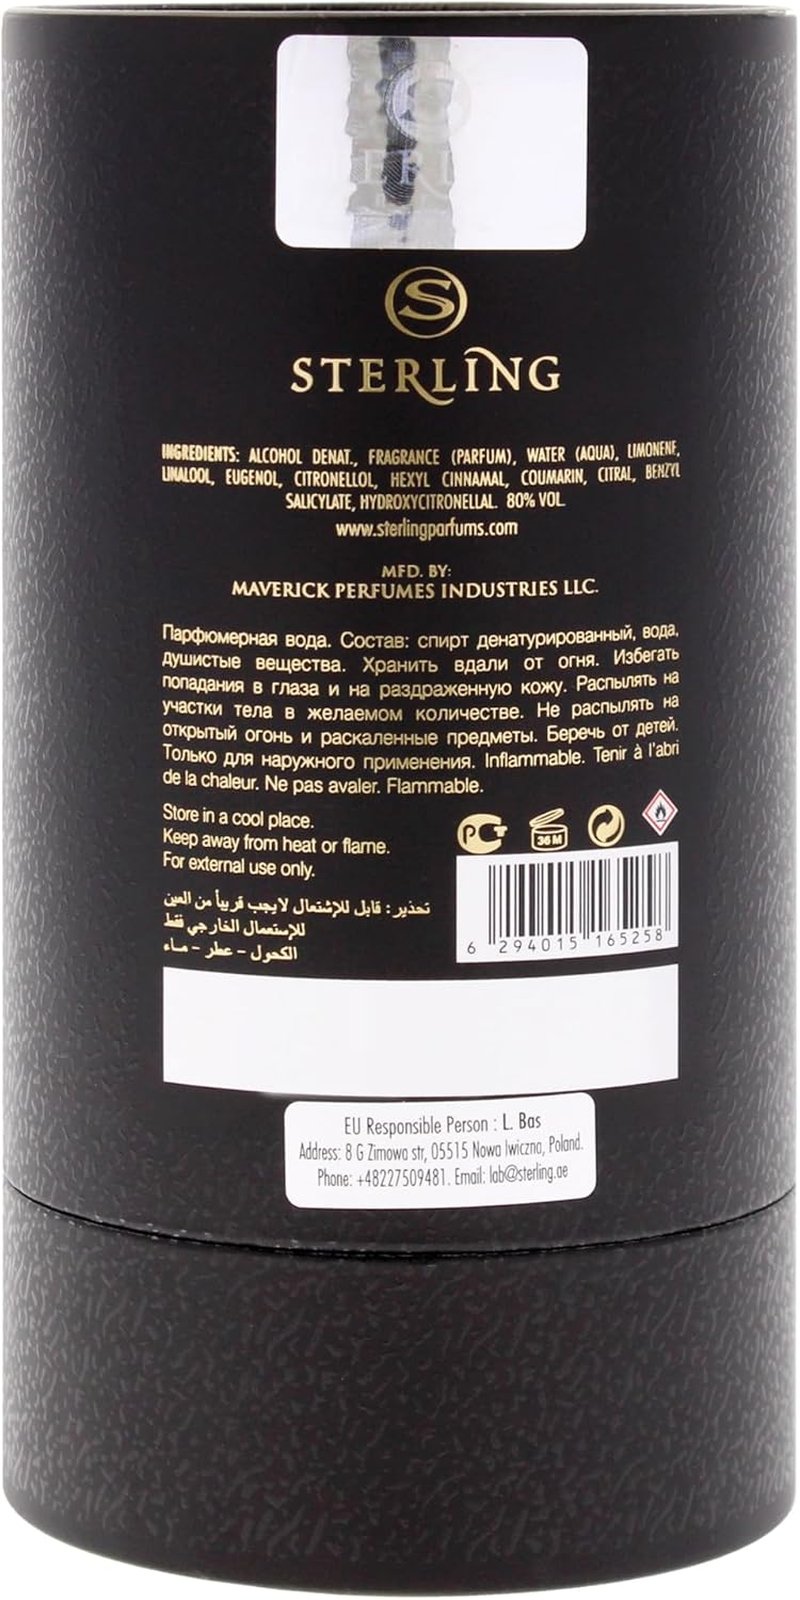 S
STERLING
INGREDIENTS: ALCOHOL DENAT., FRAGRANCE (PARFUM), WATER (AQUA), LIMONENE,
LINALOOL, EUGENOL, CITRONELLOL, HEXYL CINNAMAL, COUMARIN, CITRAL, BENZYL
SALICYLATE, HYDROXYCITRONELLAL. 80% VOL.
www.sterlingparfums.com
MFD. BY:
MAVERICK PERFUMES INDUSTRIES LLC.
Парфюмерная вода. Состав: спирт денатурированный, вода,
душистые вещества. Хранить вдали от огня. Избегать
попадания в глаза и на раздраженную кожу. Распылять на
участки тела в желаемом количестве. Не распылять на
открытый огонь и раскаленные предметы. Беречь от детей.
Только для наружного применения. Inflammable. Tenir à l'abri
de la chaleur. Ne pas avaler. Flammable.
Store in a cool place.
Keep away from heat or flame.
For external use only.
РСТ
36 M
تحذير: قابل للإشتعال لا يجب قريبأ من العين
للإستعمال الخارجي فقط
الكحول - عطر - مـاء
6 294015 165258
EU Responsible Person : L. Bas
Address: 8 G Zimowa str, 05515 Nowa Iwiczna, Poland.
Phone: +48227509481. Email: lab@sterling.ae